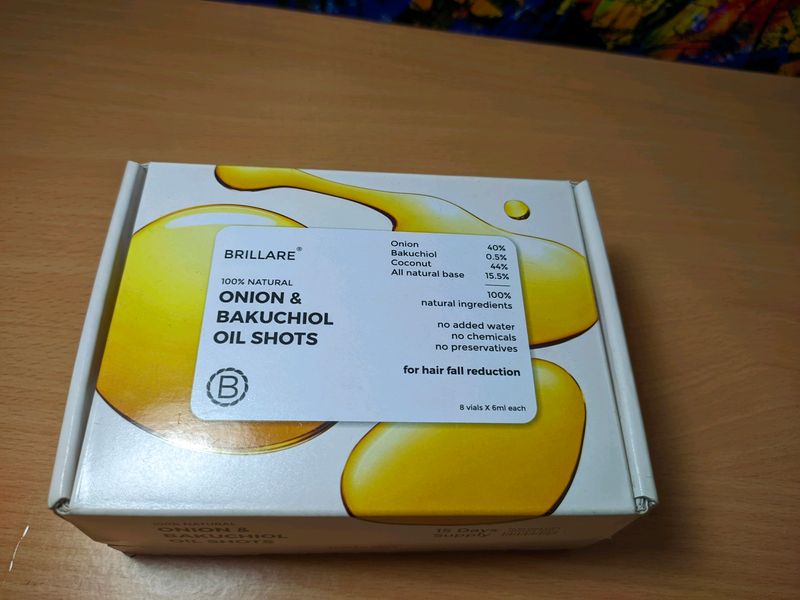 BRILLARE®
100% NATURAL
ONION &
BAKUCHIOL
OIL SHOTS
B
Onion 40%
Bakuchiol 0.5%
Coconut 44%
All natural base 15.5%
100%
natural ingredients
no added water
no chemicals
no preservatives
for hair fall reduction
8 vials X 6ml each
100% NATURAL
ONION &
BAKUCHIOL
OIL SHOTS
15 Days
Supply